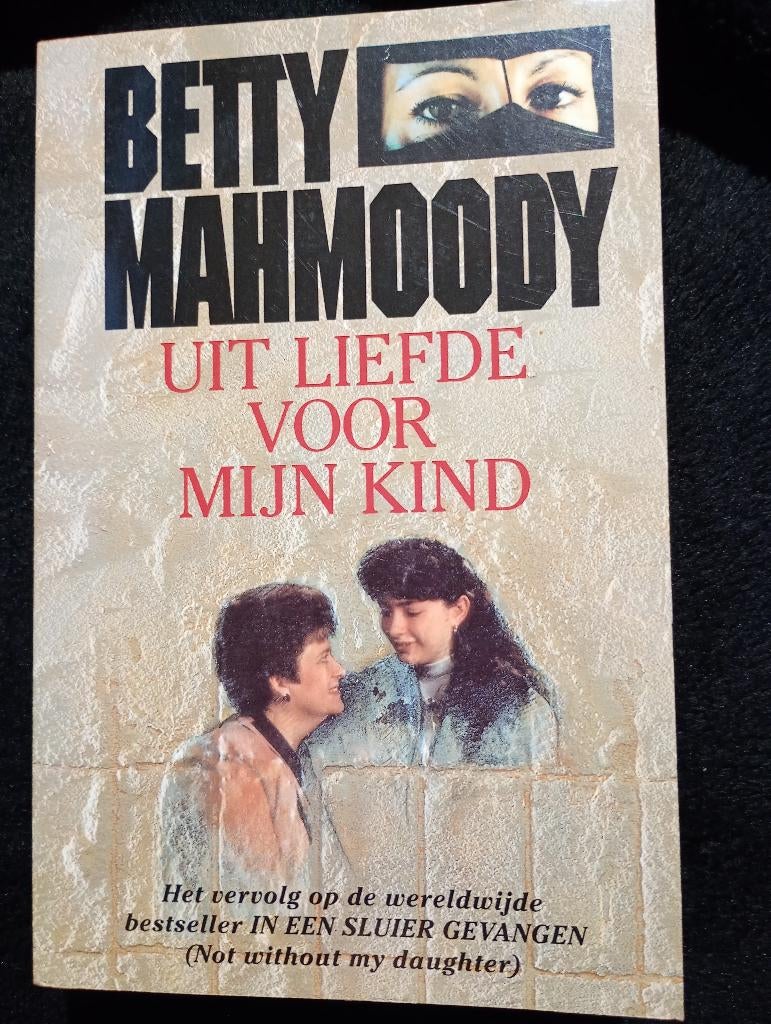 BETTY
MAHMOODY
UIT LIEFDE
VOOR
MIJN KIND
Het vervolg op de wereldwijde
bestseller IN EEN SLUIER GEVANGEN
(Not without my daughter)